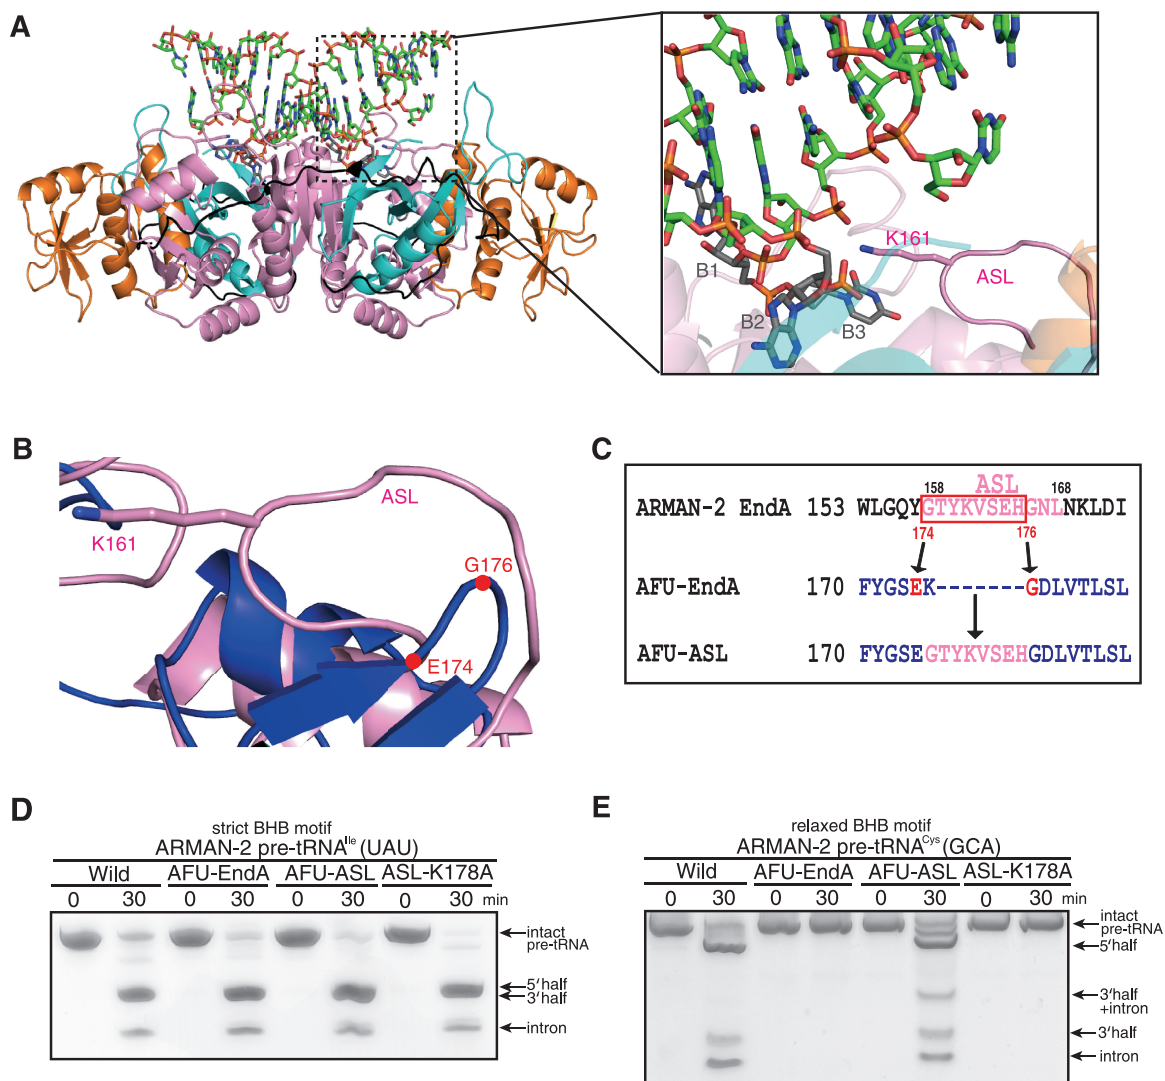 A
K161
B1
ASL
B2
B3
B
ASL
K161
G176
E174
C
ASL
158 168
ARMAN-2 EndA 153 WLGQYGTYKVSEHGNLNKLDI
174 176
AFU-EndA 170 FYGSEK-------GDLVTLSL
AFU-ASL 170 FYGSEGTYKVSEHGDLVTLSL
D
strict BHB motif
ARMAN-2 pre-tRNAIle (UAU)
Wild AFU-EndA AFU-ASL ASL-K178A
0 30 0 30 0 30 0 30 min
intact
pre-tRNA
5'half
3'half
intron
E
relaxed BHB motif
ARMAN-2 pre-tRNACys (GCA)
Wild AFU-EndA AFU-ASL ASL-K178A
0 30 0 30 0 30 0 30 min
intact
pre-tRNA
5'half
3'half
+intron
3'half
intron